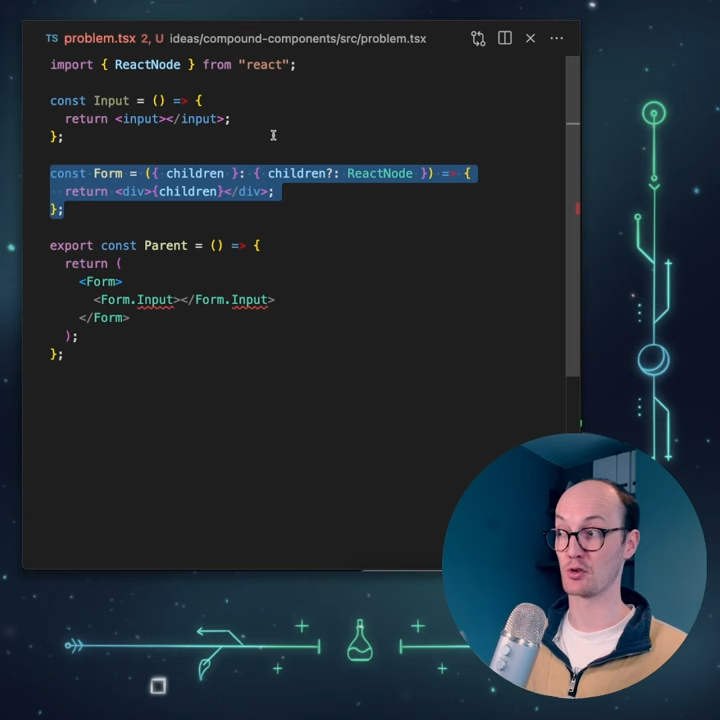 TS problem.tsx 2, U ideas/compound-components/src/problem.tsx
import { ReactNode } from "react";
const Input = () => {
return <input></input>;
};
const Form = ({ children }: { children?: ReactNode }) => {
return <div>{children}</div>;
};
export const Parent = () => {
return (
<Form>
<Form.Input></Form.Input>
</Form>
);
};